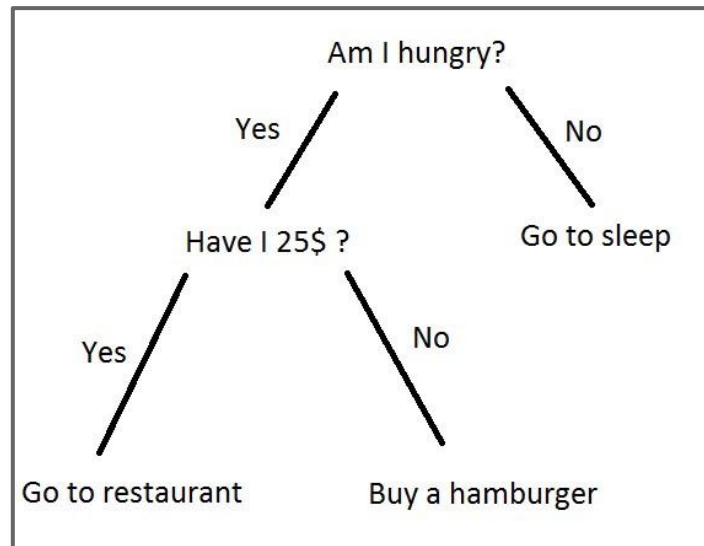 Am I hungry?
Yes
No
Have I 25$ ?
Go to sleep
Yes
No
Go to restaurant
Buy a hamburger